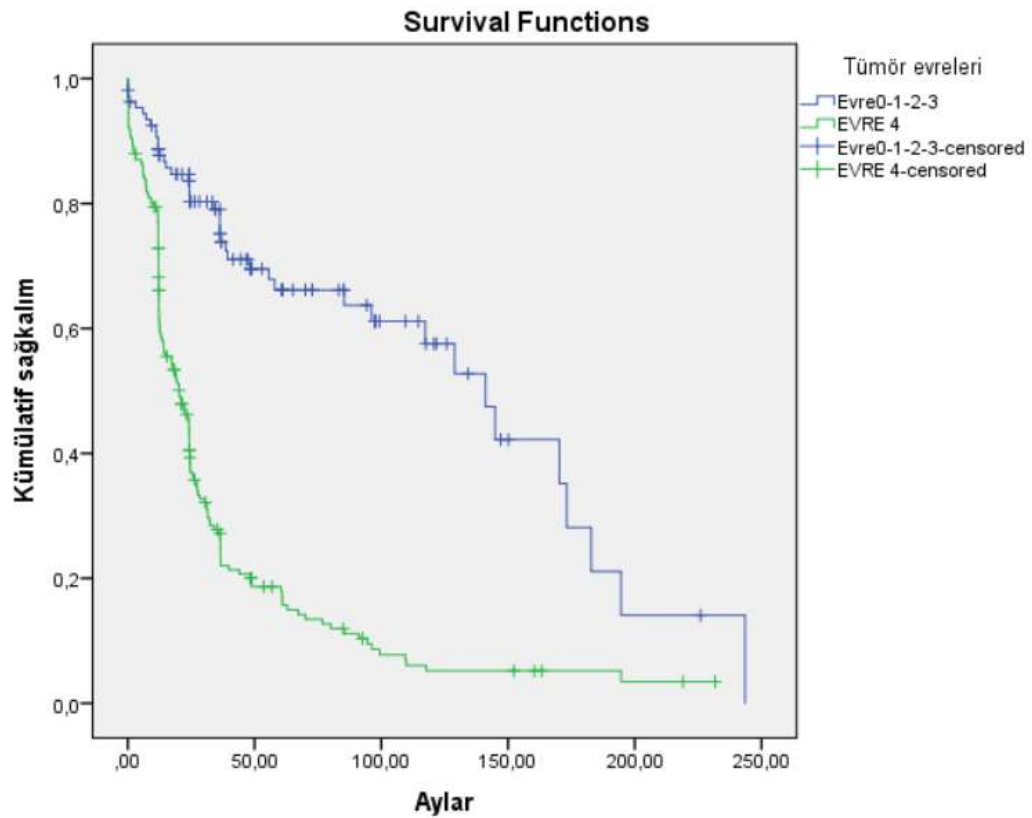 Survival Functions
Tümör evreleri
Evre0-1-2-3
EVRE 4
Evre0-1-2-3-censored
EVRE 4-censored
Kümülatif sağkalım
1,0
0,8
0,6
0,4
0,2
0,0
,00
50,00
100,00
150,00
200,00
250,00
Aylar